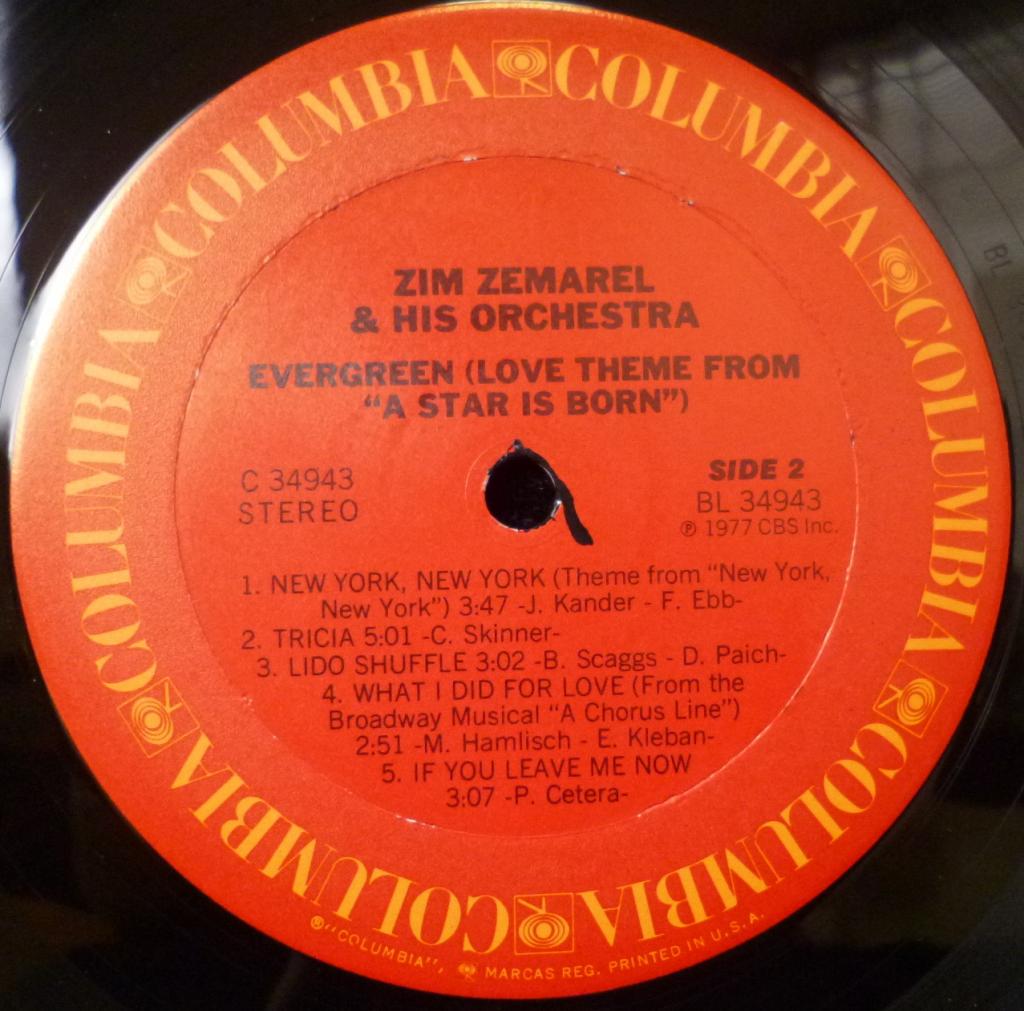 COLUMBIA COLUMBIA COLUMBIA COLUMBIA COLUMBIA COLUMBIA
ZIM ZEMAREL
& HIS ORCHESTRA
EVERGREEN (LOVE THEME FROM
“A STAR IS BORN”)
C 34943
STEREO
SIDE 2
BL 34943
℗ 1977 CBS Inc.
1. NEW YORK, NEW YORK (Theme from “New York,
New York”) 3:47 -J. Kander - F. Ebb-
2. TRICIA 5:01 -C. Skinner-
3. LIDO SHUFFLE 3:02 -B. Scaggs - D. Paich-
4. WHAT I DID FOR LOVE (From the
Broadway Musical “A Chorus Line”)
2:51 -M. Hamlisch - E. Kleban-
5. IF YOU LEAVE ME NOW
3:07 -P. Cetera-
®“COLUMBIA”, MARCAS REG. PRINTED IN U.S.A.
BL